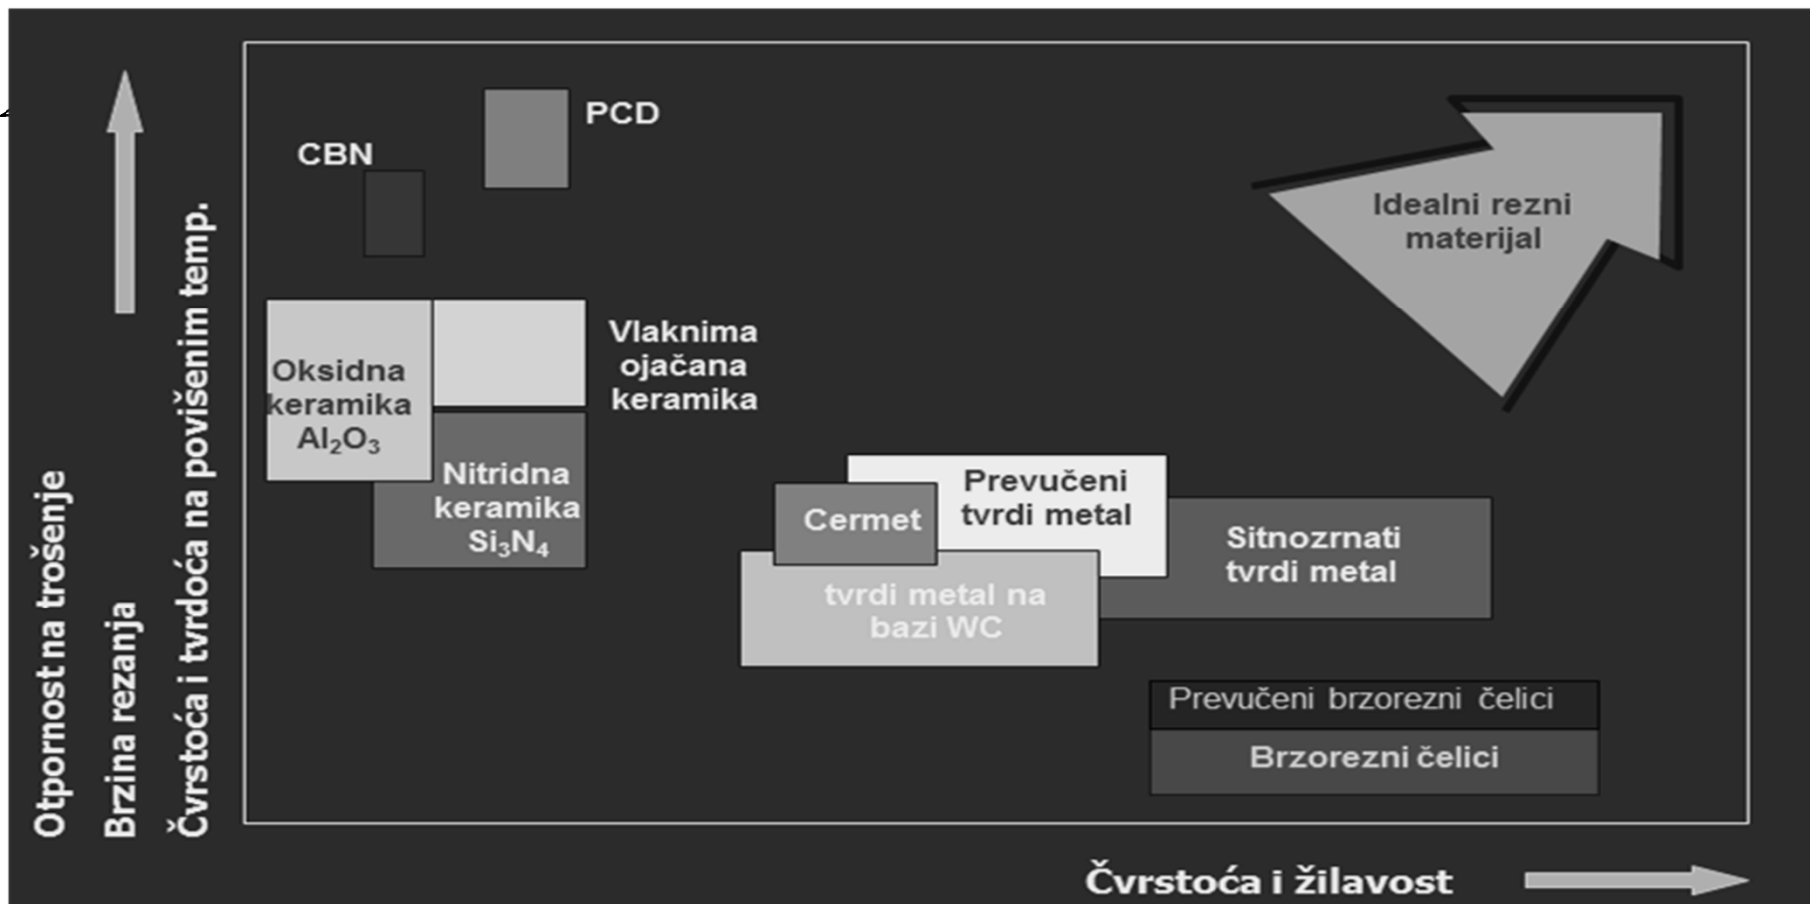 Otpornost na trošenje
Brzina rezanja
Čvrstoća i tvrdoća na povišenim temp.
PCD
CBN
Idealni rezni
materijal
Oksidna
keramika
Al₂O₃
Vlaknima
ojačana
keramika
Nitridna
keramika
Si₃N₄
Prevučeni
tvrdi metal
Cermet
Sitnozrnati
tvrdi metal
tvrdi metal na
bazi WC
Prevučeni brzorezni čelici
Brzorezni čelici
Čvrstoća i žilavost